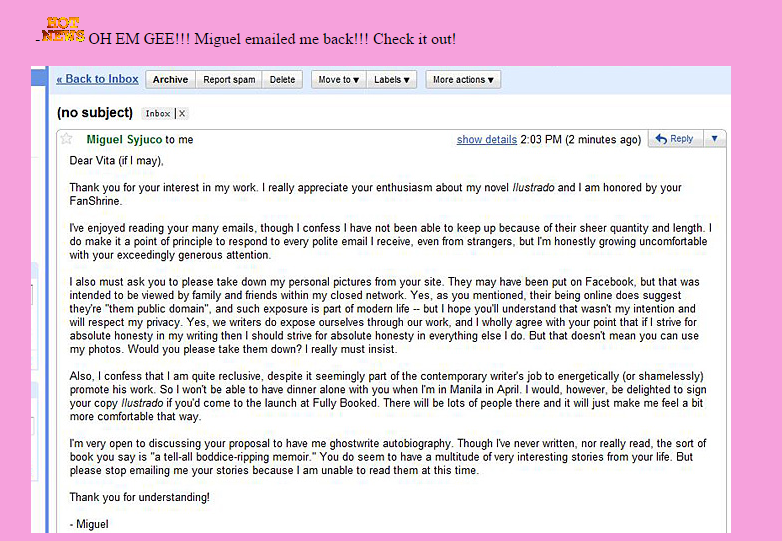 -HOT NEWS OH EM GEE!!! Miguel emailed me back!!! Check it out!
« Back to Inbox Archive Report spam Delete Move to ▾ Labels ▾ More actions ▾
(no subject) Inbox | X
Miguel Syjuco to me show details 2:03 PM (2 minutes ago) Reply ▾
Dear Vita (if I may),
Thank you for your interest in my work. I really appreciate your enthusiasm about my novel Ilustrado and I am honored by your
FanShrine.
I've enjoyed reading your many emails, though I confess I have not been able to keep up because of their sheer quantity and length. I
do make it a point of principle to respond to every polite email I receive, even from strangers, but I'm honestly growing uncomfortable
with your exceedingly generous attention.
I also must ask you to please take down my personal pictures from your site. They may have been put on Facebook, but that was
intended to be viewed by family and friends within my closed network. Yes, as you mentioned, their being online does suggest
they're "them public domain", and such exposure is part of modern life -- but I hope you'll understand that wasn't my intention and
will respect my privacy. Yes, we writers do expose ourselves through our work, and I wholly agree with your point that if I strive for
absolute honesty in my writing then I should strive for absolute honesty in everything else I do. But that doesn't mean you can use
my photos. Would you please take them down? I really must insist.
Also, I confess that I am quite reclusive, despite it seemingly part of the contemporary writer's job to energetically (or shamelessly)
promote his work. So I won't be able to have dinner alone with you when I'm in Manila in April. I would, however, be delighted to sign
your copy Ilustrado if you'd come to the launch at Fully Booked. There will be lots of people there and it will just make me feel a bit
more comfortable that way.
I'm very open to discussing your proposal to have me ghostwrite autobiography. Though I've never written, nor really read, the sort of
book you say is "a tell-all boddice-ripping memoir." You do seem to have a multitude of very interesting stories from your life. But
please stop emailing me your stories because I am unable to read them at this time.
Thank you for understanding!
- Miguel